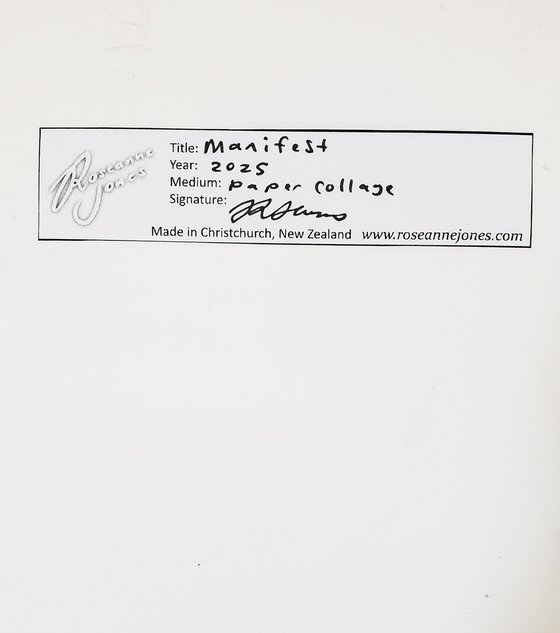 Roseanne
Jones
Title: Manifest
Year: 2025
Medium: paper collage
Signature:
Made in Christchurch, New Zealand www.roseannejones.com